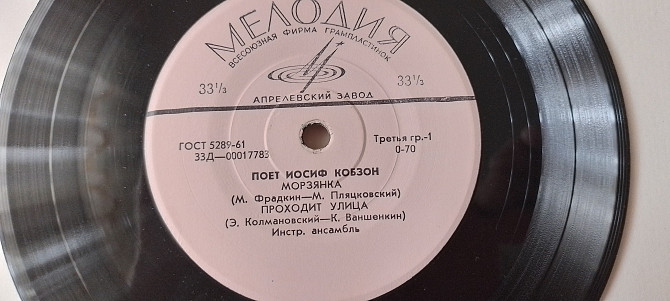 МЕЛОДИЯ
ВСЕСОЮЗНАЯ ФИРМА ГРАМПЛАСТИНОК
33⅓ 33⅓
АПРЕЛЕВСКИЙ ЗАВОД
ГОСТ 5289-61 Третья гр.-1
33Д—00017783 0-70
ПОЕТ ИОСИФ КОБЗОН
МОРЗЯНКА
(М. Фрадкин—М. Пляцковский)
ПРОХОДИТ УЛИЦА
(Э. Колмановский—К. Ваншенкин)
Инстр. ансамбль